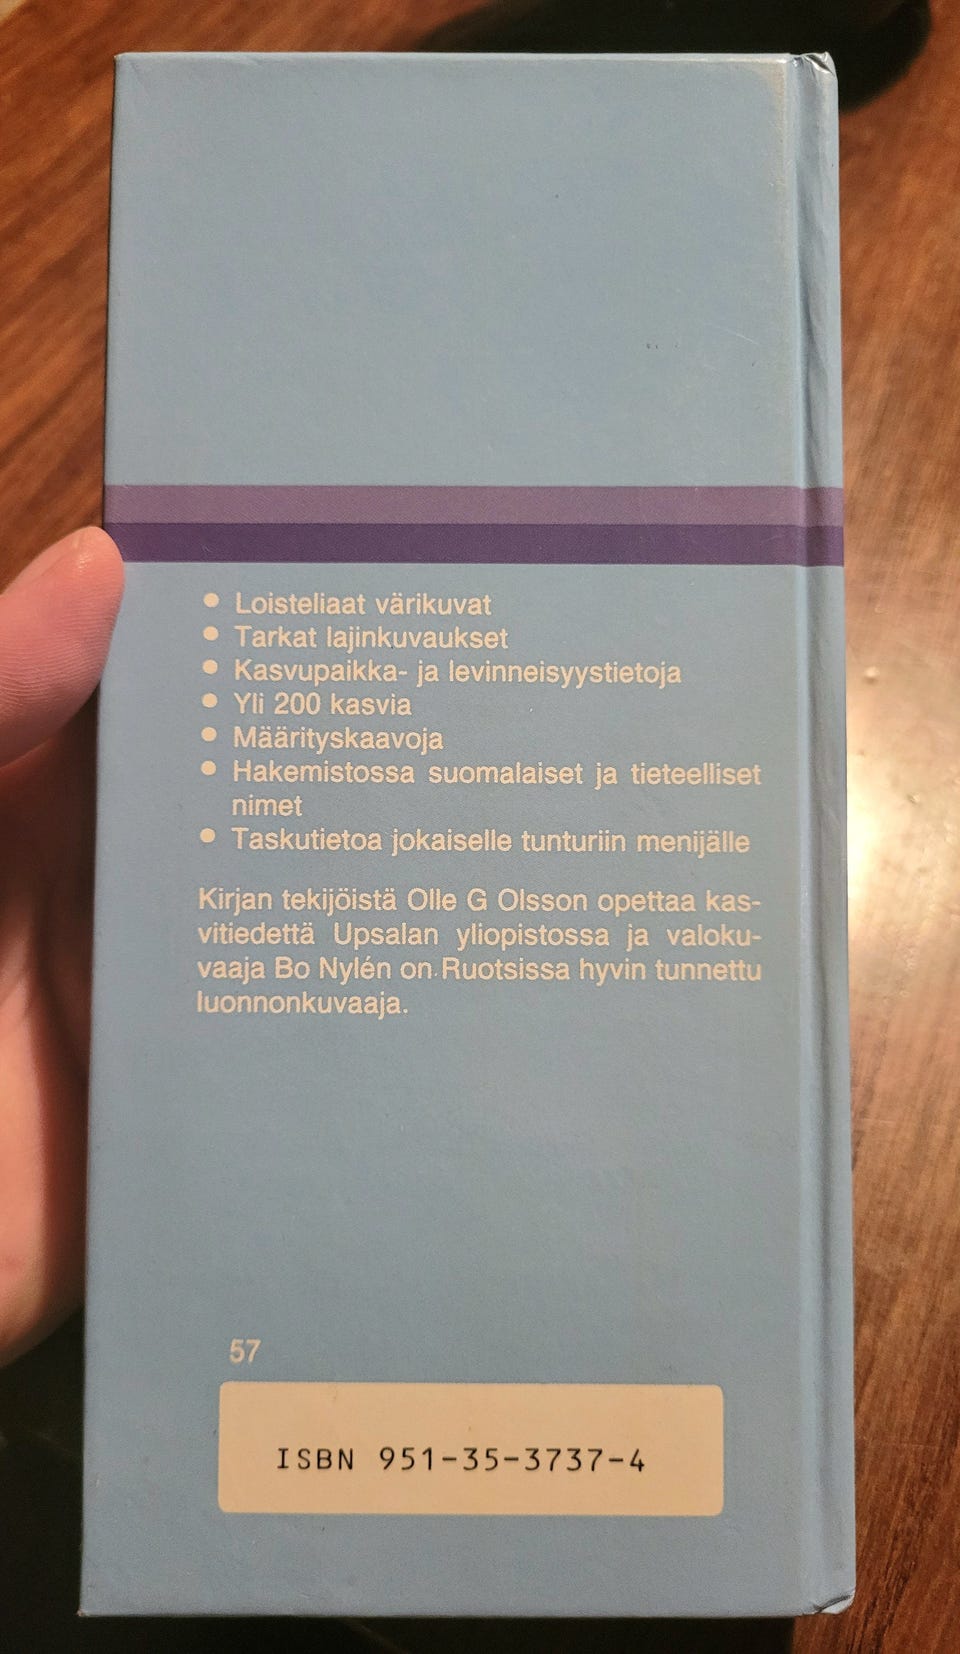 ● Loisteliaat värikuvat
● Tarkat lajinkuvaukset
● Kasvupaikka- ja levinneisyystietoja
● Yli 200 kasvia
● Määrityskaavoja
● Hakemistossa suomalaiset ja tieteelliset
nimet
● Taskutietoa jokaiselle tunturiin menijälle
Kirjan tekijöistä Olle G Olsson opettaa kas-
vitiedettä Upsalan yliopistossa ja valoku-
vaaja Bo Nylén on Ruotsissa hyvin tunnettu
luonnonkuvaaja.
57
ISBN 951-35-3737-4